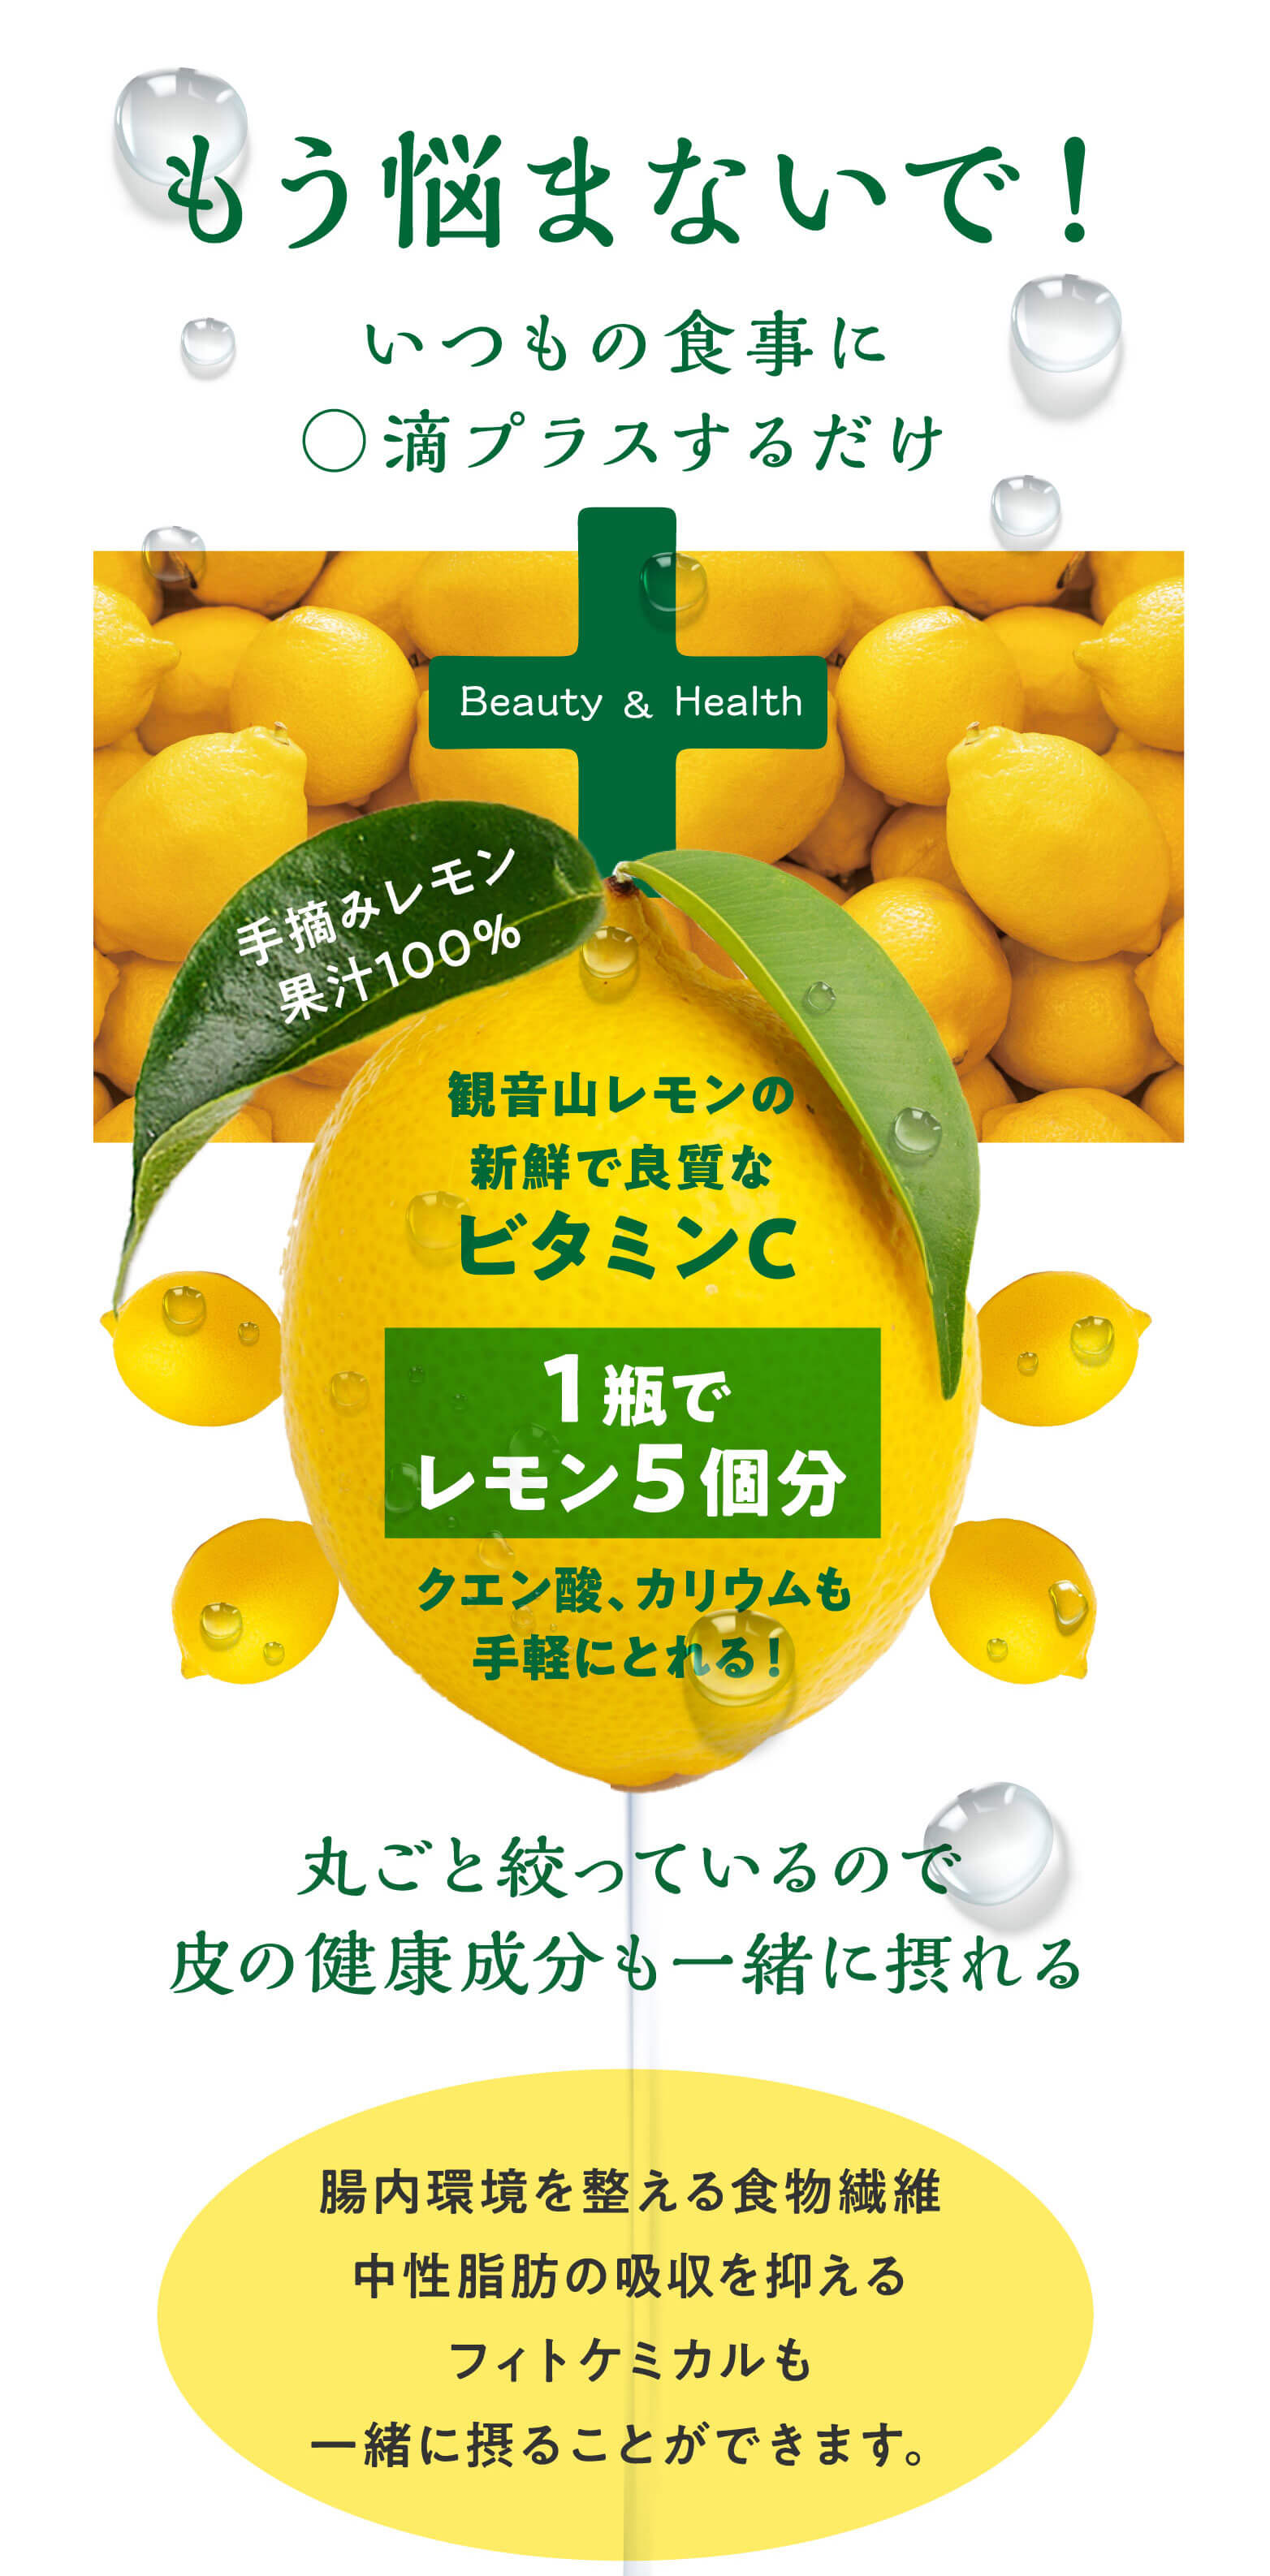 もう悩まないで！
いつもの食事に
◯滴プラスするだけ
Beauty & Health
手摘みレモン
果汁100%
観音山レモンの
新鮮で良質な
ビタミンC
1瓶で
レモン5個分
クエン酸、カリウムも
手軽にとれる！
丸ごと絞っているので
皮の健康成分も一緒に摂れる
腸内環境を整える食物繊維
中性脂肪の吸収を抑える
フィトケミカルも
一緒に摂ることができます。